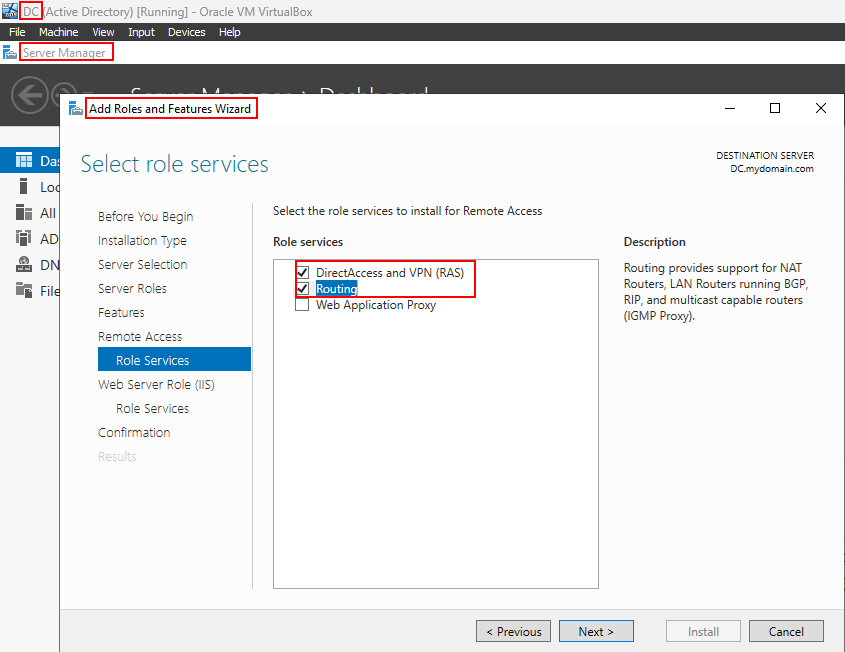 DC (Active Directory) [Running] - Oracle VM VirtualBox
File Machine View Input Devices Help
Server Manager
Server Manager Dashboard
Add Roles and Features Wizard
Select role services
DESTINATION SERVER
DC.mydomain.com
Das
Loc
All
AD
DN
File
Before You Begin
Installation Type
Server Selection
Server Roles
Features
Remote Access
Role Services
Web Server Role (IIS)
Role Services
Confirmation
Results
Select the role services to install for Remote Access
Role services
DirectAccess and VPN (RAS)
Routing
Web Application Proxy
Description
Routing provides support for NAT
Routers, LAN Routers running BGP,
RIP, and multicast capable routers
(IGMP Proxy).
< Previous
Next >
Install
Cancel